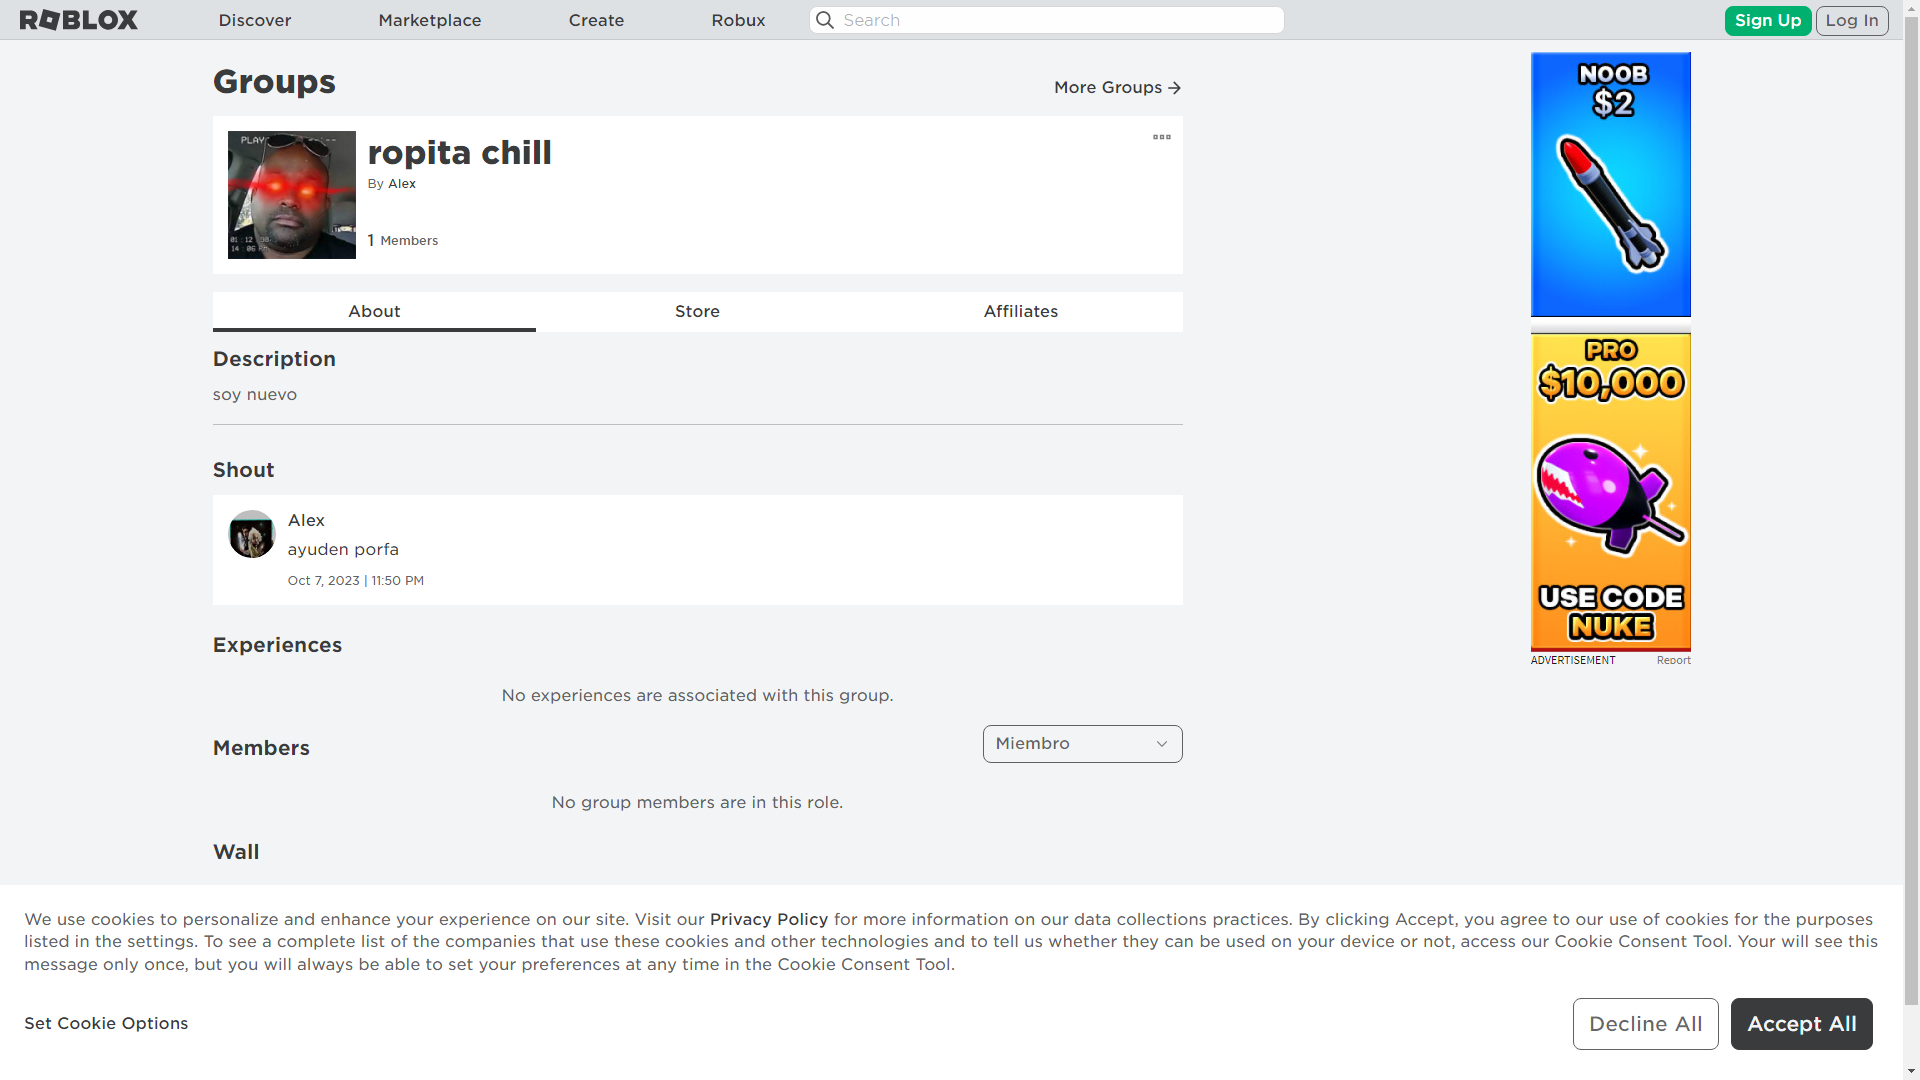 ROBLOX
Discover
Marketplace
Create
Robux
Search
Sign Up
Log In
Groups
More Groups
ropita chill
By Alex
1 Members
About
Store
Affiliates
Description
soy nuevo
Shout
Alex
ayuden porfa
Oct 7, 2023 | 11:50 PM
Experiences
No experiences are associated with this group.
Members
Miembro
No group members are in this role.
Wall
NOOB
$2
PRO
$10,000
USE CODE
NUKE
ADVERTISEMENT
Report
We use cookies to personalize and enhance your experience on our site. Visit our Privacy Policy for more information on our data collections practices. By clicking Accept, you agree to our use of cookies for the purposes
listed in the settings. To see a complete list of the companies that use these cookies and other technologies and to tell us whether they can be used on your device or not, access our Cookie Consent Tool. Your will see this
message only once, but you will always be able to set your preferences at any time in the Cookie Consent Tool.
Set Cookie Options
Decline All
Accept All